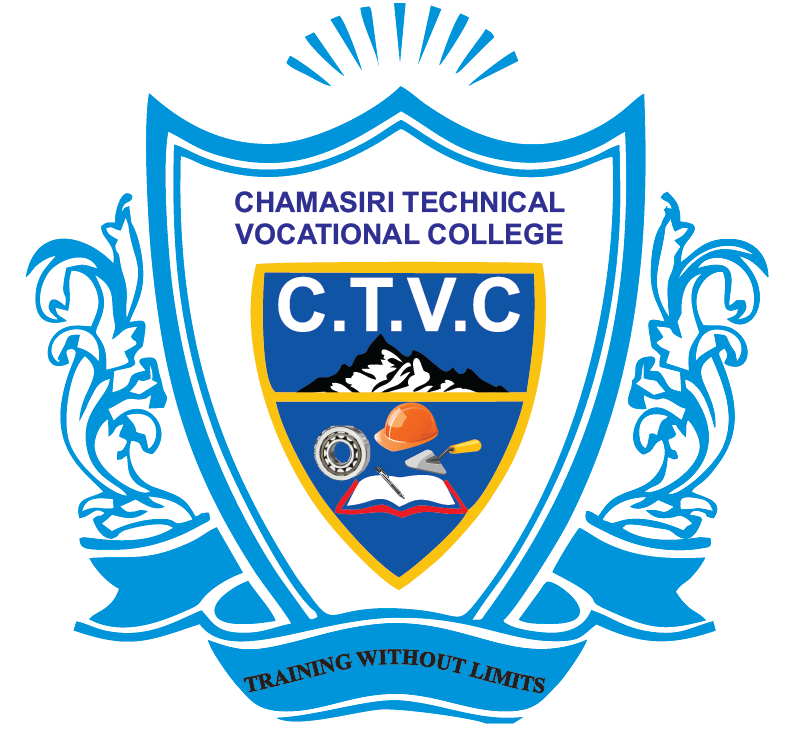 CHAMASIRI TECHNICAL
VOCATIONAL COLLEGE
C.T.V.C
TRAINING WITHOUT LIMITS